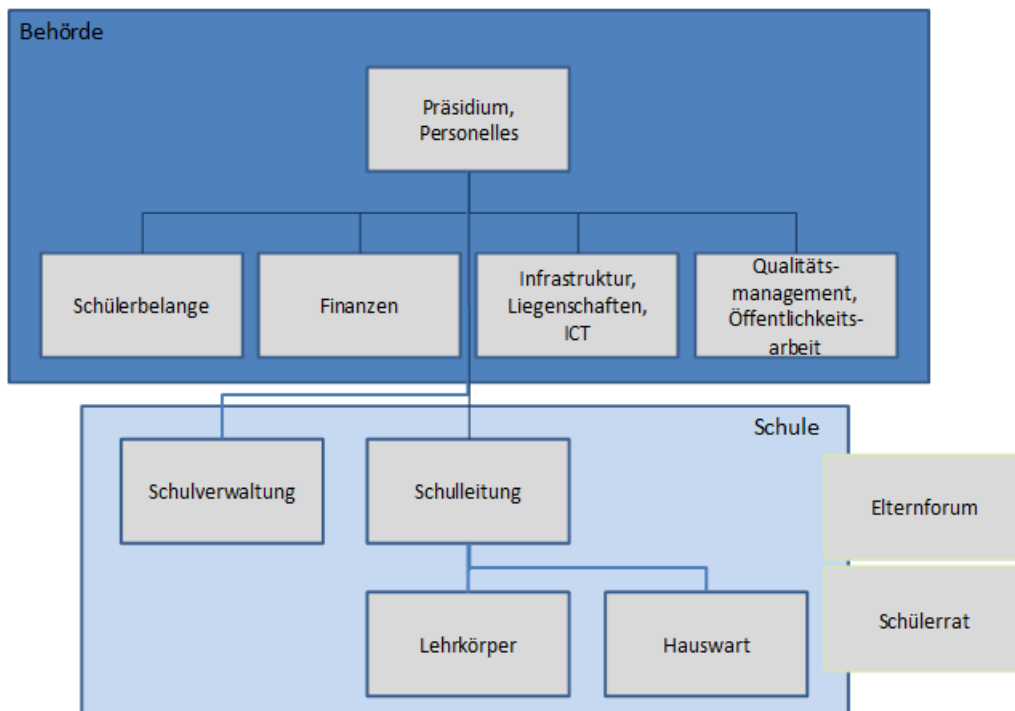 Behörde
Präsidium,
Personelles
Schülerbelange
Finanzen
Infrastruktur,
Liegenschaften,
ICT
Qualitäts-
management,
Öffentlichkeits-
arbeit
Schule
Schulverwaltung
Schulleitung
Elternforum
Lehrkörper
Hauswart
Schülerrat